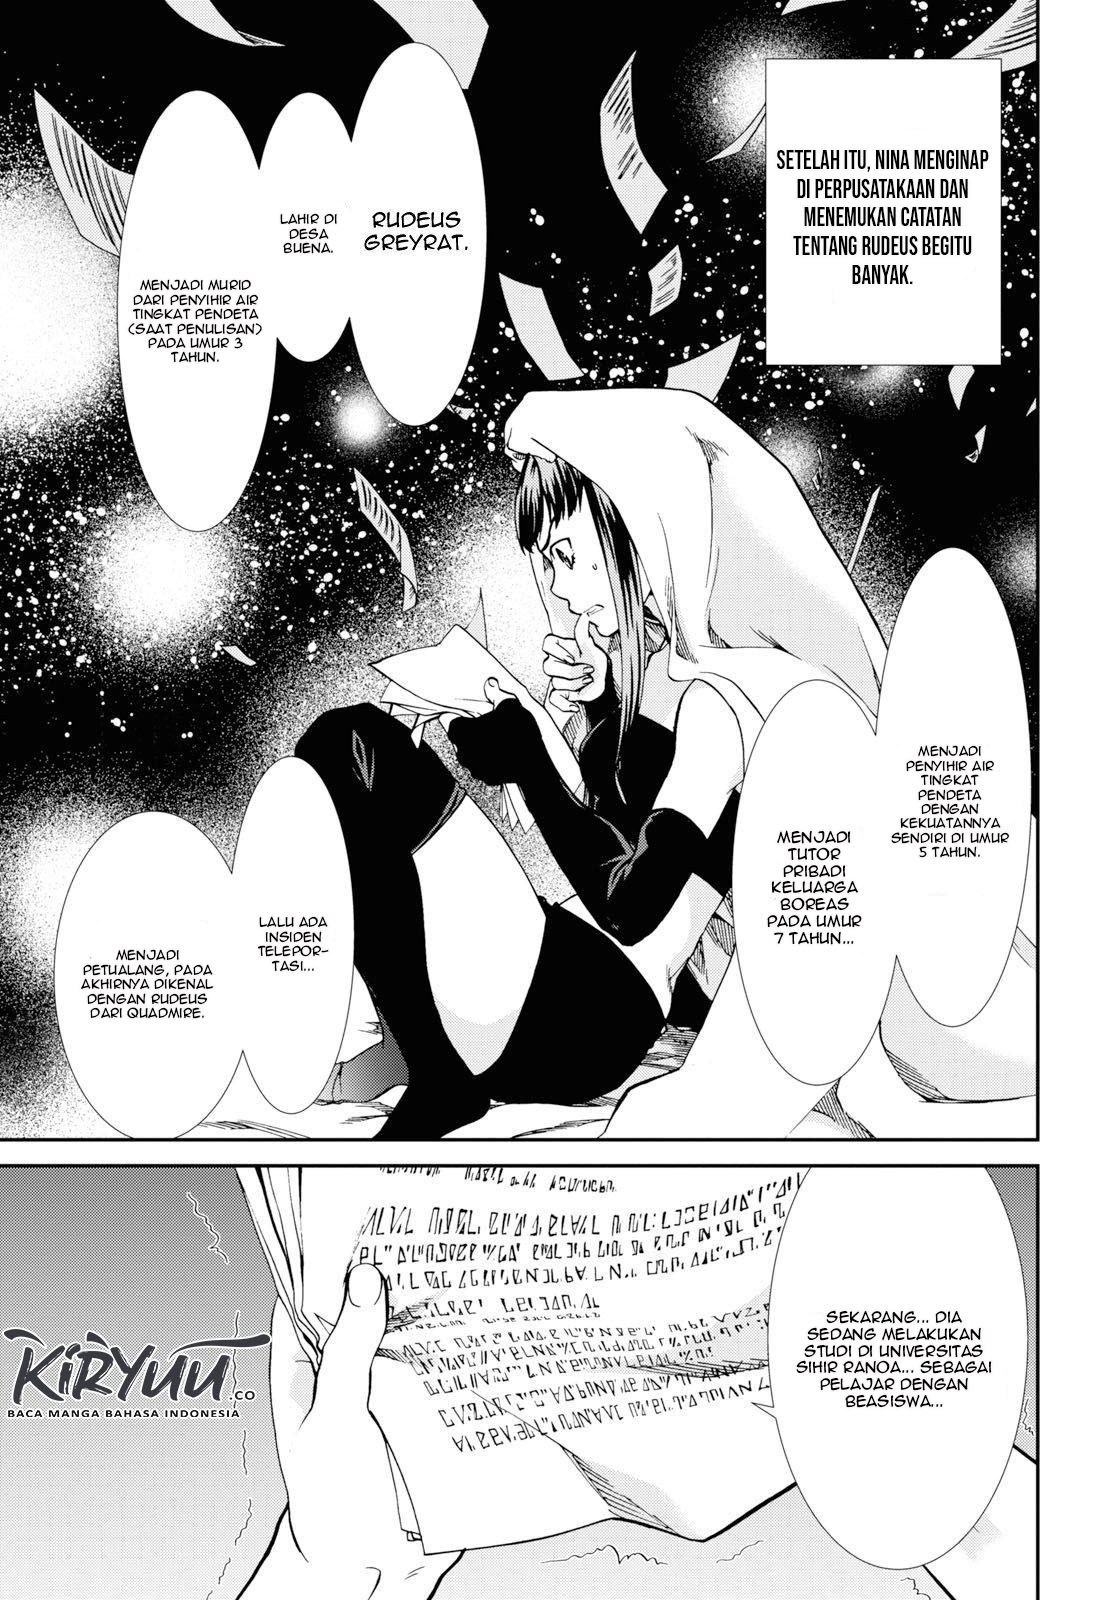 SETELAH ITU, NINA MENGINAP
DI PERPUSATAKAAN DAN
MENEMUKAN CATATAN
TENTANG RUDEUS BEGITU
BANYAK.
RUDEUS
GREYRAT.
LAHIR DI
DESA
BUENA.
MENJADI MURID
DARI PENYIHIR AIR
TINGKAT PENDETA
(SAAT PENULISAN)
PADA UMUR 3
TAHUN.
MENJADI
PENYIHIR AIR
TINGKAT
PENDETA
DENGAN
KEKUATANNYA
SENDIRI DI UMUR
5 TAHUN.
MENJADI
TUTOR
PRIBADI
KELUARGA
BOREAS
PADA UMUR
7 TAHUN...
LALU ADA
INSIDEN
TELEPOR-
TASI...
MENJADI
PETUALANG, PADA
AKHIRNYA DIKENAL
DENGAN RUDEUS
DARI QUADMIRE.
SEKARANG... DIA
SEDANG MELAKUKAN
STUDI DI UNIVERSITAS
SIHIR RANOA... SEBAGAI
PELAJAR DENGAN
BEASISWA...
KIRYUU.CO
BACA MANGA BAHASA INDONESIA